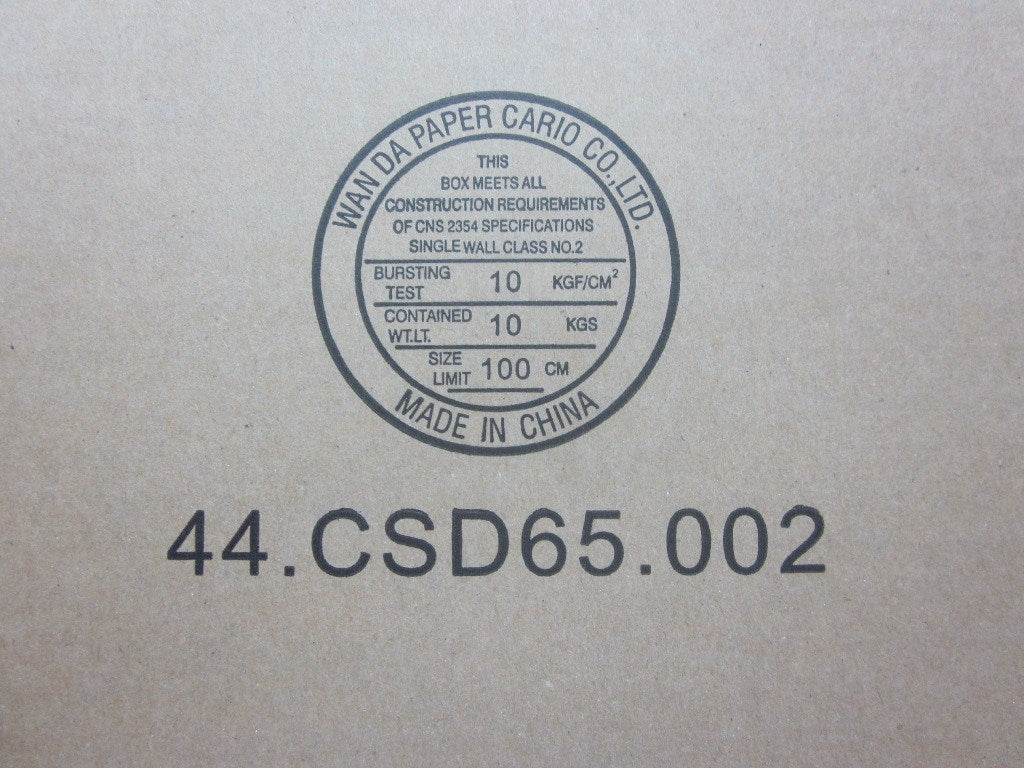 WAN DA PAPER CARIO CO.,LTD.
THIS
BOX MEETS ALL
CONSTRUCTION REQUIREMENTS
OF CNS 2354 SPECIFICATIONS
SINGLE WALL CLASS NO.2
BURSTING TEST 10 KGF/CM²
CONTAINED WT.LT. 10 KGS
SIZE LIMIT 100 CM
MADE IN CHINA
44.CSD65.002